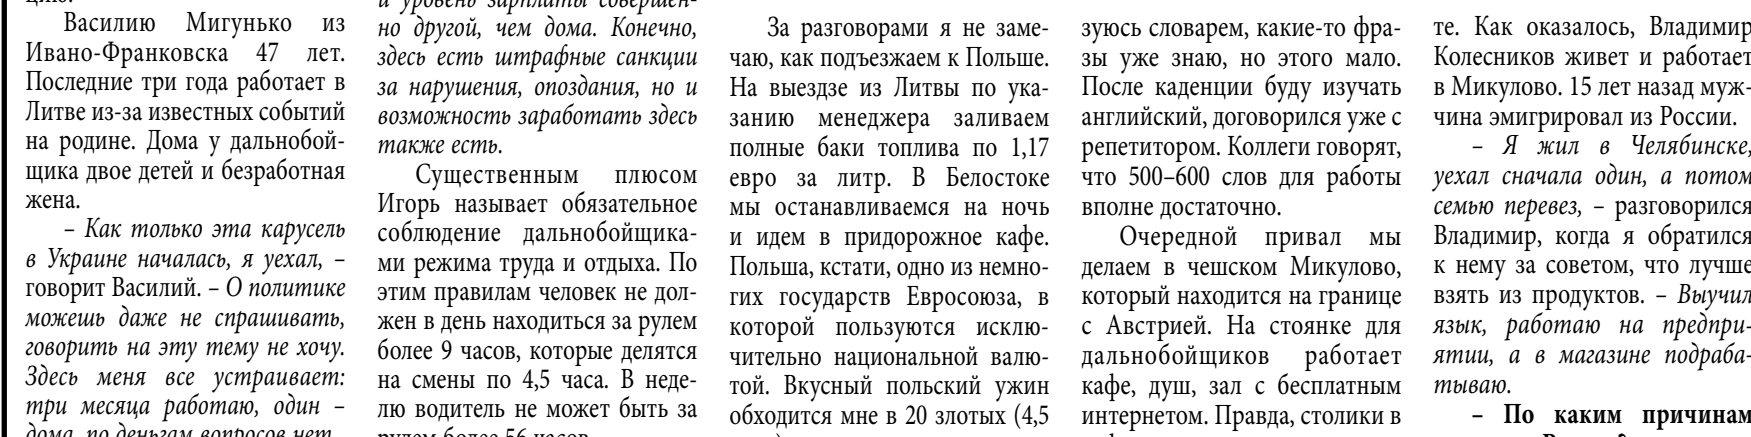 цию.
Василию Мигунько из
Ивано-Франковска 47 лет.
Последние три года работает в
Литве из-за известных событий
на родине. Дома у дальнобой-
щика двое детей и безработная
жена.
– Как только эта карусель
в Украине началась, я уехал, –
говорит Василий. – О политике
можешь даже не спрашивать,
говорить на эту тему не хочу.
Здесь меня все устраивает:
три месяца работаю, один –
дома, по деньгам вопросов нет
и уровень зарплаты совершен-
но другой, чем дома. Конечно,
здесь есть штрафные санкции
за нарушения, опоздания, но и
возможность заработать здесь
также есть.
Существенным плюсом
Игорь называет обязательное
соблюдение дальнобойщика-
ми режима труда и отдыха. По
этим правилам человек не дол-
жен в день находиться за рулем
более 9 часов, которые делятся
на смены по 4,5 часа. В неде-
лю водитель не может быть за
рулем более 56 часов
За разговорами я не заме-
чаю, как подъезжаем к Польше.
На выездзе из Литвы по ука-
занию менеджера заливаем
полные баки топлива по 1,17
евро за литр. В Белостоке
мы останавливаемся на ночь
и идем в придорожное кафе.
Польша, кстати, одно из немно-
гих государств Евросоюза, в
которой пользуются исклю-
чительно национальной валю-
той. Вкусный польский ужин
обходится мне в 20 злотых (4,5
зуюсь словарем, какие-то фра-
зы уже знаю, но этого мало.
После каденции буду изучать
английский, договорился уже с
репетитором. Коллеги говорят,
что 500–600 слов для работы
вполне достаточно.
Очередной привал мы
делаем в чешском Микулово,
который находится на границе
с Австрией. На стоянке для
дальнобойщиков работает
кафе, душ, зал с бесплатным
интернетом. Правда, столики в
те. Как оказалось, Владимир
Колесников живет и работает
в Микулово. 15 лет назад муж-
чина эмигрировал из России.
– Я жил в Челябинске,
уехал сначала один, а потом
семью перевез, – разговорился
Владимир, когда я обратился
к нему за советом, что лучше
взять из продуктов. – Выучил
язык, работаю на предпри-
ятии, а в магазине подраба-
тываю.
– По каким причинам